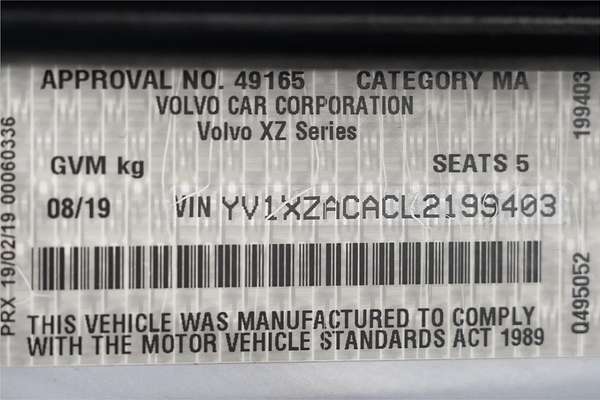 APPROVAL NO. 49165 CATEGORY MA
VOLVO CAR CORPORATION
Volvo XZ Series
GVM kg SEATS 5
08/19 VIN YV1XZACACL2199403
THIS VEHICLE WAS MANUFACTURED TO COMPLY
WITH THE MOTOR VEHICLE STANDARDS ACT 1989
PRX 19/02/19 00060336
199403
Q495052